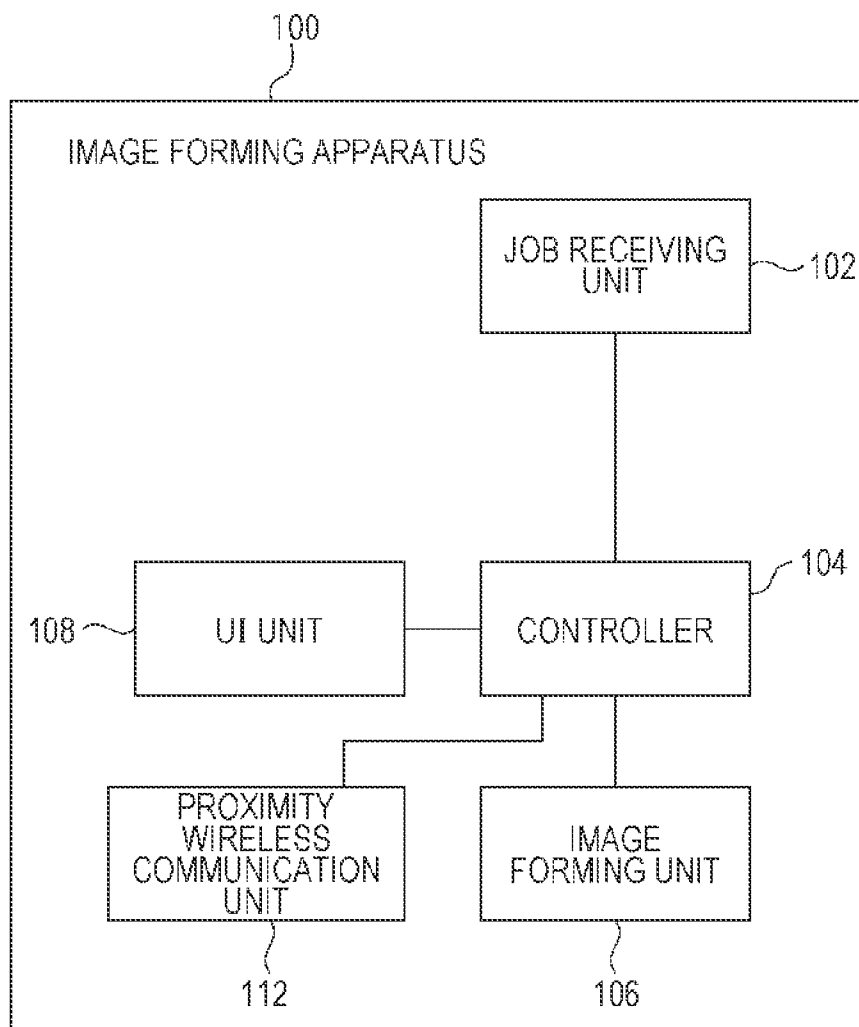 100
IMAGE FORMING APPARATUS
JOB RECEIVING
UNIT
102
104
108
UI UNIT
CONTROLLER
PROXIMITY
WIRELESS
COMMUNICATION
UNIT
IMAGE
FORMING UNIT
112
106